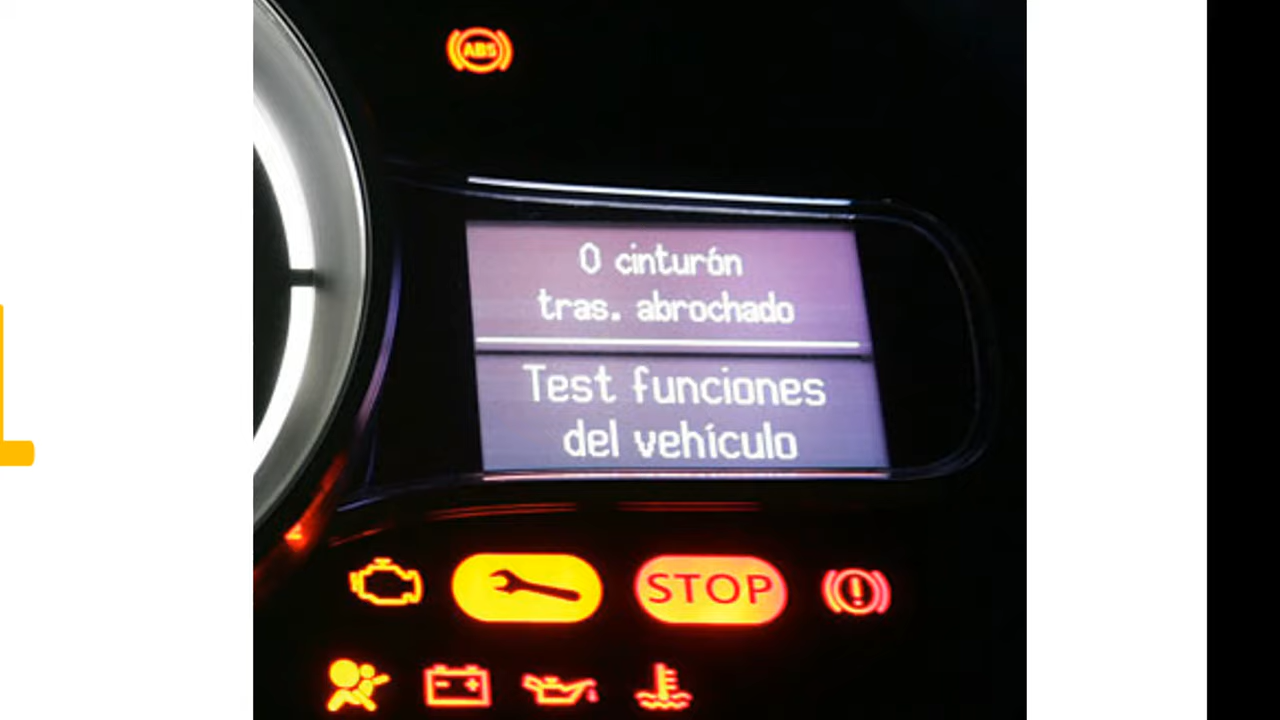 ABS
0 cinturón
tras. abrochado
Test funciones
del vehículo
STOP